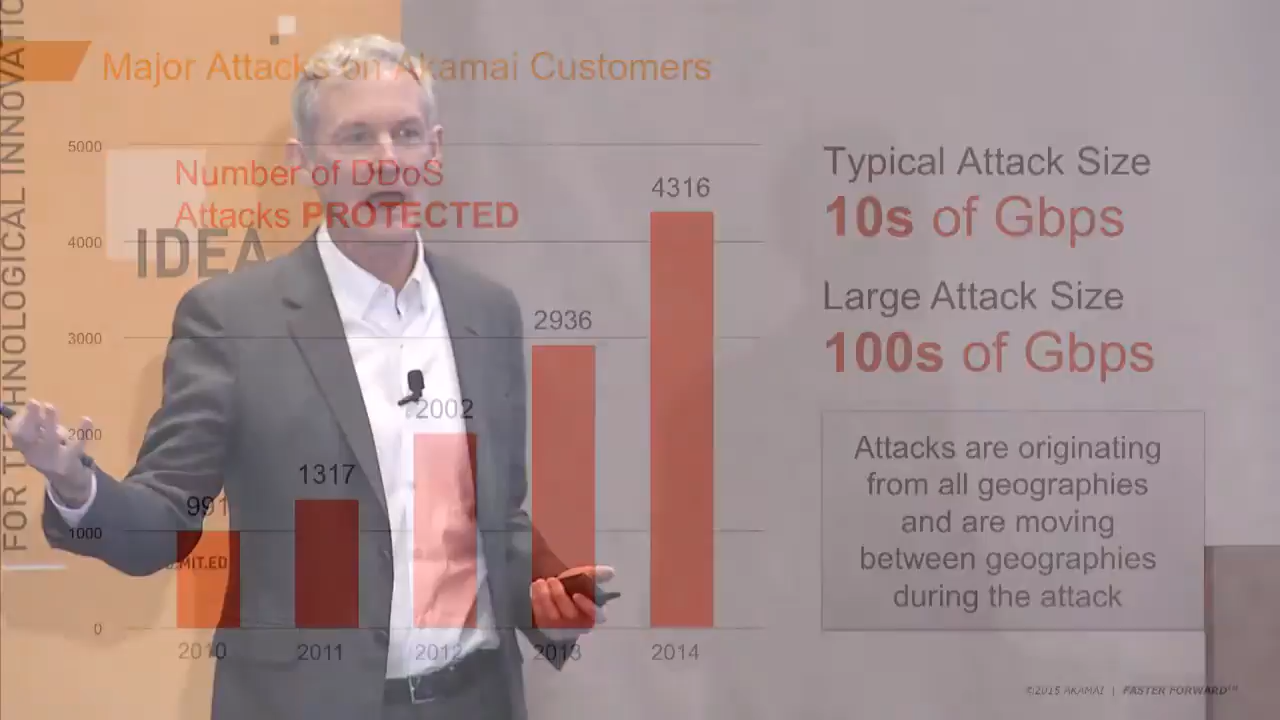 FOR TECHNOLOGICAL INNOVATIO
IDEA
.MIT.ED
Major Attacks on Akamai Customers
Number of DDoS
Attacks PROTECTED
5000
4000
3000
2000
1000
0
991
1317
2002
2936
4316
2010
2011
2012
2013
2014
Typical Attack Size
10s of Gbps
Large Attack Size
100s of Gbps
Attacks are originating
from all geographies
and are moving
between geographies
during the attack
©2015 AKAMAI | FASTER FORWARD™